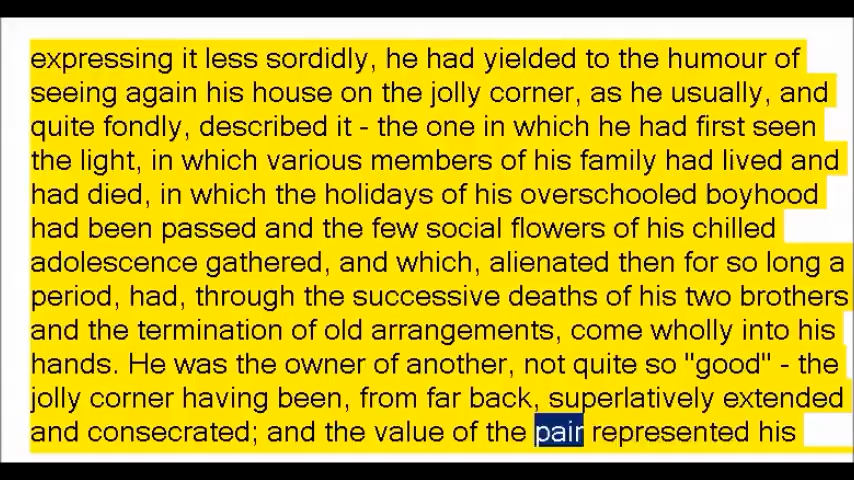 expressing it less sordidly, he had yielded to the humour of
seeing again his house on the jolly corner, as he usually, and
quite fondly, described it - the one in which he had first seen
the light, in which various members of his family had lived and
had died, in which the holidays of his overschooled boyhood
had been passed and the few social flowers of his chilled
adolescence gathered, and which, alienated then for so long a
period, had, through the successive deaths of his two brothers
and the termination of old arrangements, come wholly into his
hands. He was the owner of another, not quite so "good" - the
jolly corner having been, from far back, superlatively extended
and consecrated; and the value of the pair represented his